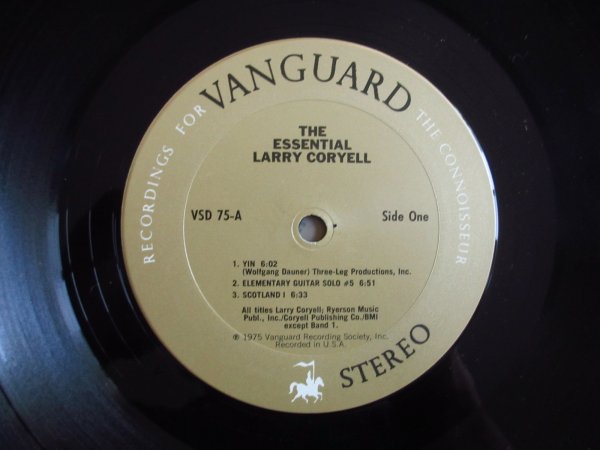 RECORDINGS FOR VANGUARD THE CONNOISSEUR
THE
ESSENTIAL
LARRY CORYELL
VSD 75-A
Side One
1. YIN 6:02
(Wolfgang Dauner) Three-Leg Productions, Inc.
2. ELEMENTARY GUITAR SOLO #5 6:51
3. SCOTLAND I 6:33
All titles Larry Coryell; Ryerson Music
Publ., Inc./Coryell Publishing Co./BMI
except Band 1.
℗ 1975 Vanguard Recording Society, Inc.
Recorded in U.S.A.
STEREO